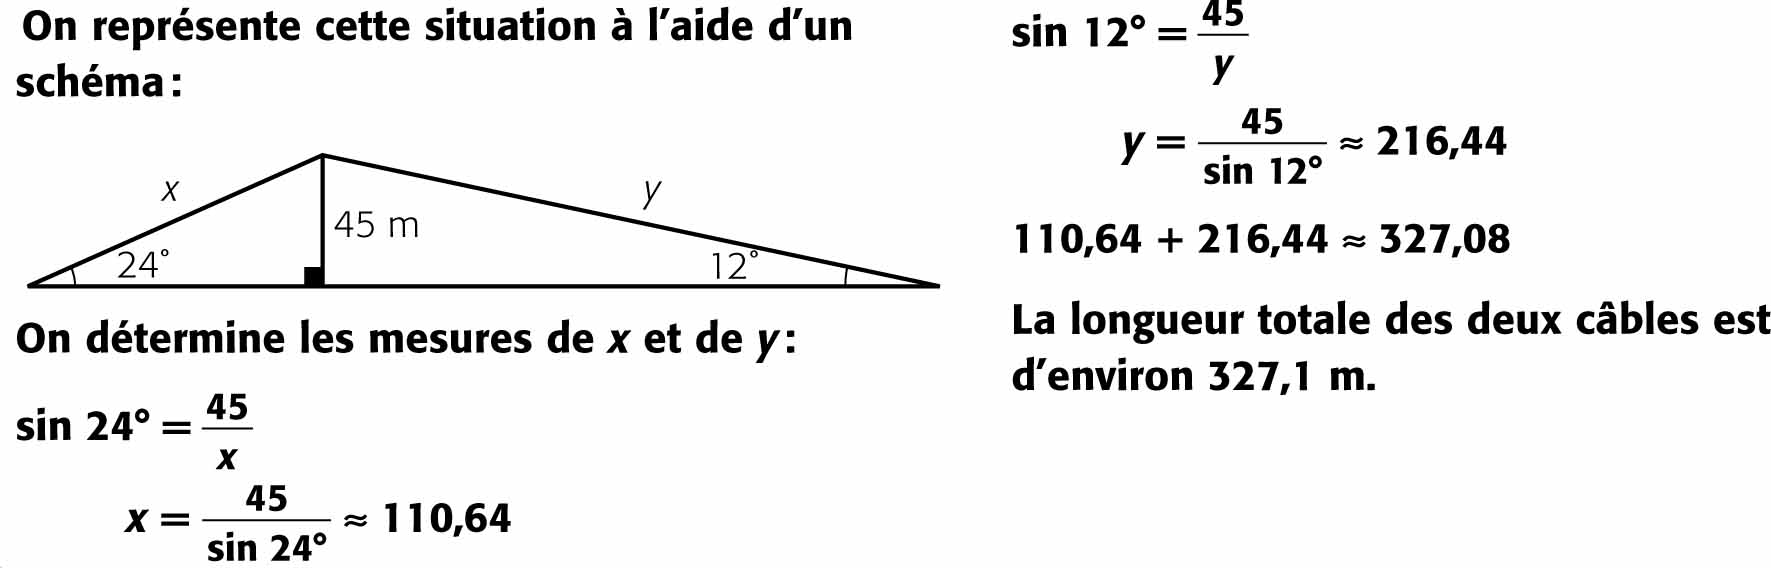 On représente cette situation à l'aide d'un
schéma :
x
y
45 m
24°
12°
On détermine les mesures de x et de y :
sin 24° = 45/x
x = 45/sin 24° ≈ 110,64
sin 12° = 45/y
y = 45/sin 12° ≈ 216,44
110,64 + 216,44 ≈ 327,08
La longueur totale des deux câbles est
d'environ 327,1 m.